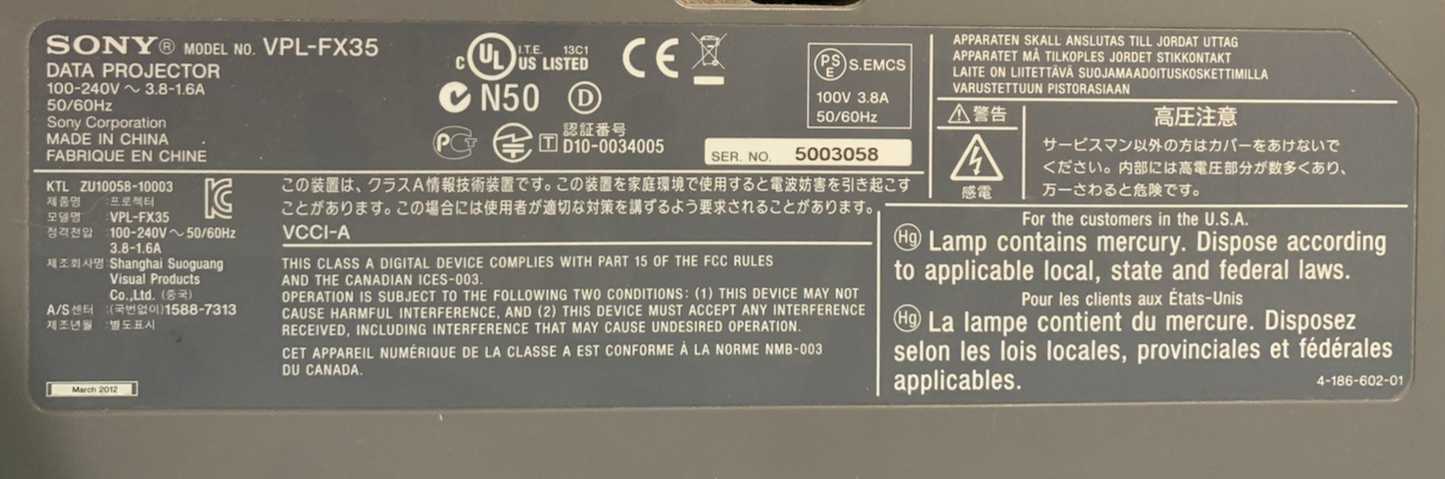 SONY® MODEL NO. VPL-FX35
DATA PROJECTOR
100-240V ～ 3.8-1.6A
50/60Hz
Sony Corporation
MADE IN CHINA
FABRIQUE EN CHINE
C UL US LISTED
I.T.E. 13C1
N50 D
認証番号
T D10-0034005
CE
PSE S.EMCS
100V 3.8A
50/60Hz
SER. NO. 5003058
APPARATEN SKALL ANSLUTAS TILL JORDAT UTTAG
APPARATET MÅ TILKOPLES JORDET STIKKONTAKT
LAITE ON LIITETTÄVÄ SUOJAMAADOITUSKOSKETTIMILLA
VARUSTETTUUN PISTORASIAAN
⚠警告
感電
高圧注意
サービスマン以外の方はカバーをあけないで
ください。内部には高電圧部分が数多くあり、
万一さわると危険です。
KTL ZU10058-10003
제품명 :프로젝터
모델명 :VPL-FX35
정격전압 :100-240V～50/60Hz
3.8-1.6A
제조회사명:Shanghai Suoguang
Visual Products
Co.,Ltd. (중국)
A/S센터 :(국번없이)1588-7313
제조년월 :별도표시
March 2012
この装置は、クラスA情報技術装置です。この装置を家庭環境で使用すると電波妨害を引き起こす
ことがあります。この場合には使用者が適切な対策を講ずるよう要求されることがあります。
VCCI-A
THIS CLASS A DIGITAL DEVICE COMPLIES WITH PART 15 OF THE FCC RULES
AND THE CANADIAN ICES-003.
OPERATION IS SUBJECT TO THE FOLLOWING TWO CONDITIONS: (1) THIS DEVICE MAY NOT
CAUSE HARMFUL INTERFERENCE, AND (2) THIS DEVICE MUST ACCEPT ANY INTERFERENCE
RECEIVED, INCLUDING INTERFERENCE THAT MAY CAUSE UNDESIRED OPERATION.
CET APPAREIL NUMÉRIQUE DE LA CLASSE A EST CONFORME À LA NORME NMB-003
DU CANADA.
For the customers in the U.S.A.
Hg Lamp contains mercury. Dispose according
to applicable local, state and federal laws.
Pour les clients aux États-Unis
Hg La lampe contient du mercure. Disposez
selon les lois locales, provinciales et fédérales
applicables.
4-186-602-01